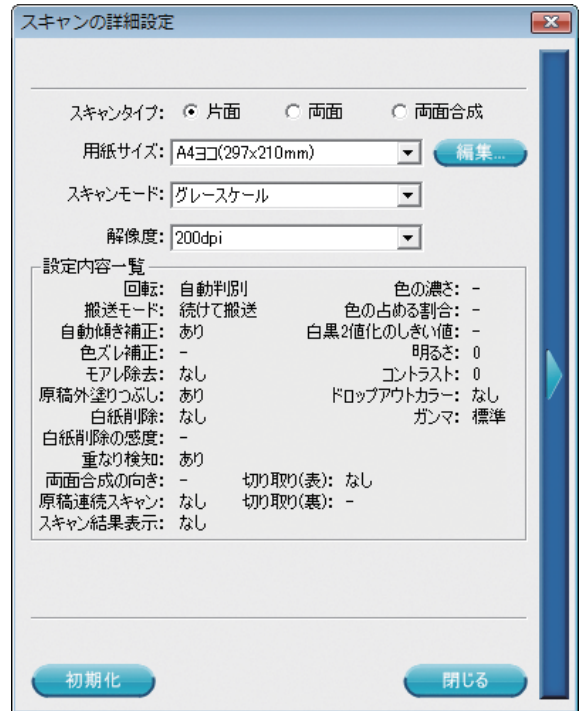 スキャンの詳細設定
スキャンタイプ: 片面 両面 両面合成
用紙サイズ: A4ヨコ(297x210mm) 編集...
スキャンモード: グレースケール
解像度: 200dpi
設定内容一覧
回転: 自動判別 色の濃さ: -
搬送モード: 続けて搬送 色の占める割合: -
自動傾き補正: あり 白黒2値化のしきい値: -
色ズレ補正: - 明るさ: 0
モアレ除去: なし コントラスト: 0
原稿外塗りつぶし: あり ドロップアウトカラー: なし
白紙削除: なし ガンマ: 標準
白紙削除の感度: -
重なり検知: あり
両面合成の向き: - 切り取り(表): なし
原稿連続スキャン: なし 切り取り(裏): -
スキャン結果表示: なし
初期化 閉じる